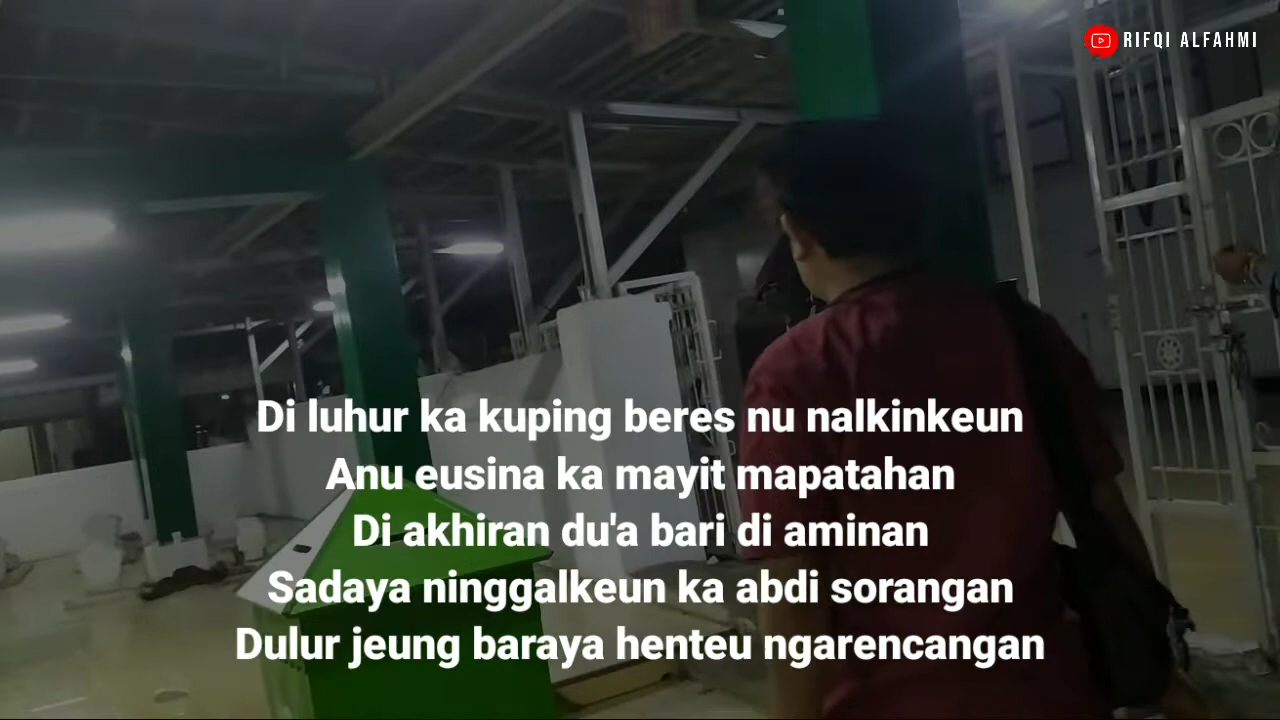 RIFQI ALFAHMI
Di luhur ka kuping beres nu nalkinkeun
Anu eusina ka mayit mapatahan
Di akhiran du'a bari di aminan
Sadaya ninggalkeun ka abdi sorangan
Dulur jeung baraya henteu ngarencangan